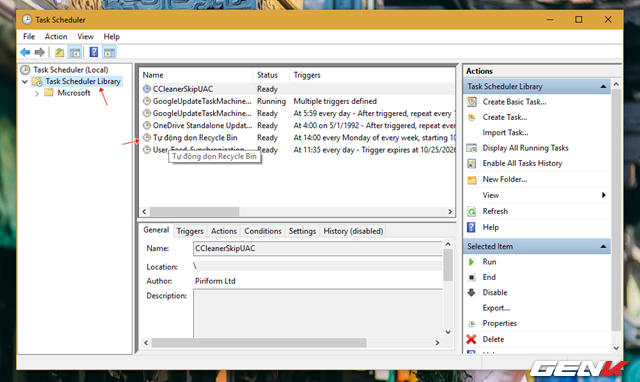 Task Scheduler
File Action View Help
Task Scheduler (Local)
Task Scheduler Library
Microsoft
Name Status Triggers
CCleanerSkipUAC Ready
GoogleUpdateTaskMachine... Running Multiple triggers defined
GoogleUpdateTaskMachine... Ready At 5:59 every day - After triggered, repeat every
OneDrive Standalone Updat... Ready At 4:00 on 5/1/1992 - After triggered, repeat every
Tự động dọn Recycle Bin Ready At 14:00 every Monday of every week, starting
User_Feed_Synchronization Ready At 11:35 every day - Trigger expires at 10/25/2026
Tự động dọn Recycle Bin
General Triggers Actions Conditions Settings History (disabled)
Name: CCleanerSkipUAC
Location: \
Author: Piriform Ltd
Description:
Actions
Task Scheduler Library
Create Basic Task...
Create Task...
Import Task...
Display All Running Tasks
Enable All Tasks History
New Folder...
View
Refresh
Help
Selected Item
Run
End
Disable
Export...
Properties
Delete
GENK